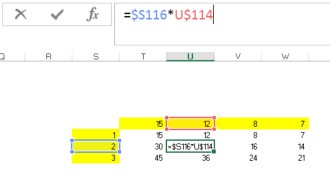 fx =$S116*U$114
Q R S T U V W
15 12 8 7
1 15 12 8 7
2 30 =$S116*U$114 16 14
3 45 36 24 21